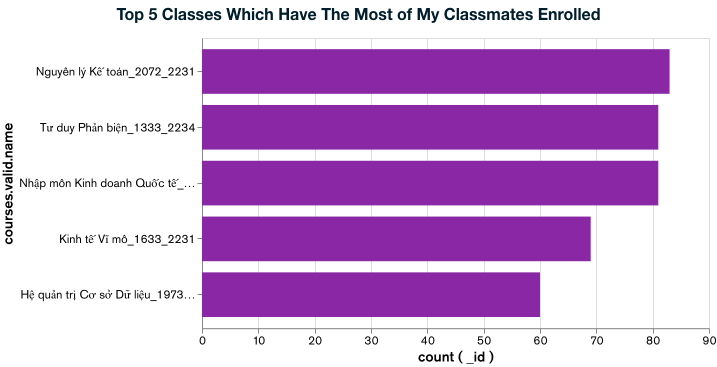 Top 5 Classes Which Have The Most of My Classmates Enrolled
courses.valid.name
Nguyên lý Kế toán_2072_2231
Tư duy Phản biện_1333_2234
Nhập môn Kinh doanh Quốc tế_…
Kinh tế Vĩ mô_1633_2231
Hệ quản trị Cơ sở Dữ liệu_1973…
0 10 20 30 40 50 60 70 80 90
count ( _id )